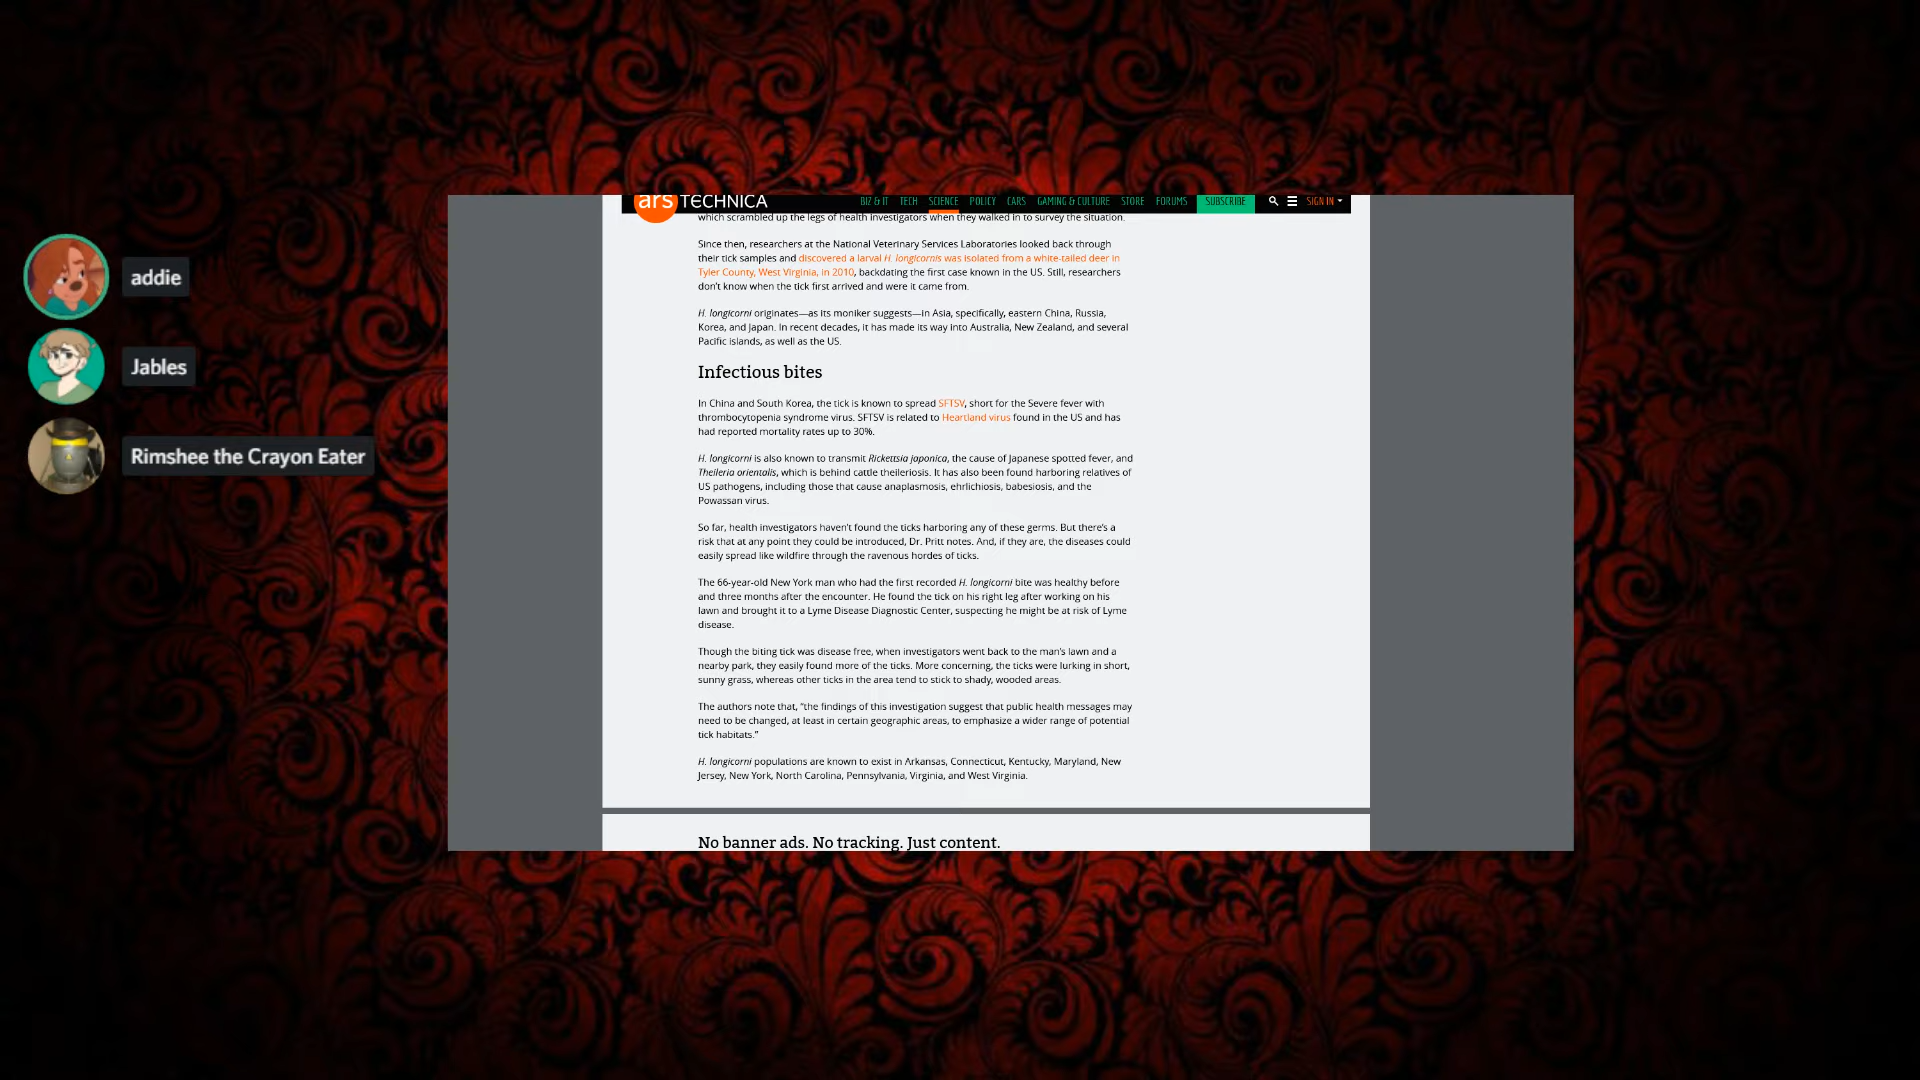 ars TECHNICA
BIZ & IT TECH SCIENCE POLICY CARS GAMING & CULTURE STORE FORUMS SUBSCRIBE SIGN IN
which scrambled up the legs of health investigators when they walked in to survey the situation.
Since then, researchers at the National Veterinary Services Laboratories looked back through
their tick samples and discovered a larval H. longicornis was isolated from a white-tailed deer in
Tyler County, West Virginia, in 2010, backdating the first case known in the US. Still, researchers
don't know when the tick first arrived and were it came from.
H. longicorni originates—as its moniker suggests—in Asia, specifically, eastern China, Russia,
Korea, and Japan. In recent decades, it has made its way into Australia, New Zealand, and several
Pacific islands, as well as the US.
Infectious bites
In China and South Korea, the tick is known to spread SFTSV, short for the Severe fever with
thrombocytopenia syndrome virus. SFTSV is related to Heartland virus found in the US and has
had reported mortality rates up to 30%.
H. longicorni is also known to transmit Rickettsia japonica, the cause of Japanese spotted fever, and
Theileria orientalis, which is behind cattle theileriosis. It has also been found harboring relatives of
US pathogens, including those that cause anaplasmosis, ehrlichiosis, babesiosis, and the
Powassan virus.
So far, health investigators haven't found the ticks harboring any of these germs. But there's a
risk that at any point they could be introduced, Dr. Pritt notes. And, if they are, the diseases could
easily spread like wildfire through the ravenous hordes of ticks.
The 66-year-old New York man who had the first recorded H. longicorni bite was healthy before
and three months after the encounter. He found the tick on his right leg after working on his
lawn and brought it to a Lyme Disease Diagnostic Center, suspecting he might be at risk of Lyme
disease.
Though the biting tick was disease free, when investigators went back to the man's lawn and a
nearby park, they easily found more of the ticks. More concerning, the ticks were lurking in short,
sunny grass, whereas other ticks in the area tend to stick to shady, wooded areas.
The authors note that, "the findings of this investigation suggest that public health messages may
need to be changed, at least in certain geographic areas, to emphasize a wider range of potential
tick habitats."
H. longicorni populations are known to exist in Arkansas, Connecticut, Kentucky, Maryland, New
Jersey, New York, North Carolina, Pennsylvania, Virginia, and West Virginia.
No banner ads. No tracking. Just content.
addie
Jables
Rimshee the Crayon Eater